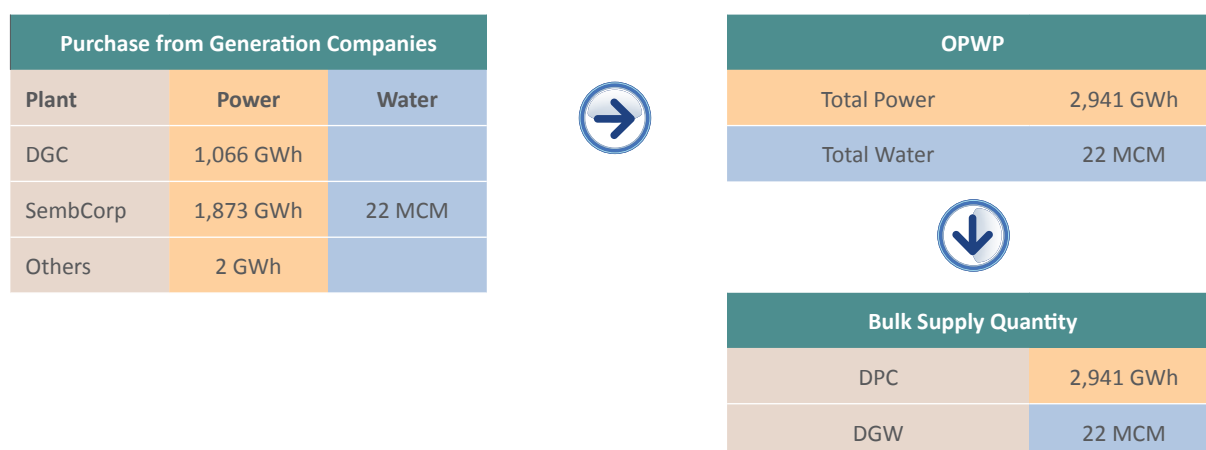 Purchase from Generation Companies
Plant Power Water
DGC 1,066 GWh
SembCorp 1,873 GWh 22 MCM
Others 2 GWh
OPWP
Total Power 2,941 GWh
Total Water 22 MCM
Bulk Supply Quantity
DPC 2,941 GWh
DGW 22 MCM